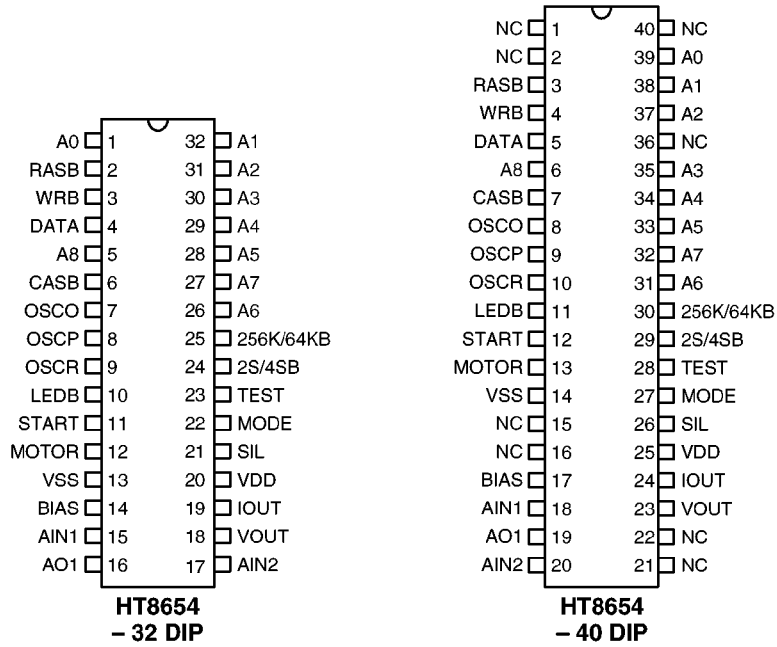 A0 1 32 A1
RASB 2 31 A2
WRB 3 30 A3
DATA 4 29 A4
A8 5 28 A5
CASB 6 27 A7
OSCO 7 26 A6
OSCP 8 25 256K/64KB
OSCR 9 24 2S/4SB
LEDB 10 23 TEST
START 11 22 MODE
MOTOR 12 21 SIL
VSS 13 20 VDD
BIAS 14 19 IOUT
AIN1 15 18 VOUT
AO1 16 17 AIN2
HT8654
– 32 DIP
NC 1 40 NC
NC 2 39 A0
RASB 3 38 A1
WRB 4 37 A2
DATA 5 36 NC
A8 6 35 A3
CASB 7 34 A4
OSCO 8 33 A5
OSCP 9 32 A7
OSCR 10 31 A6
LEDB 11 30 256K/64KB
START 12 29 2S/4SB
MOTOR 13 28 TEST
VSS 14 27 MODE
NC 15 26 SIL
NC 16 25 VDD
BIAS 17 24 IOUT
AIN1 18 23 VOUT
AO1 19 22 NC
AIN2 20 21 NC
HT8654
– 40 DIP